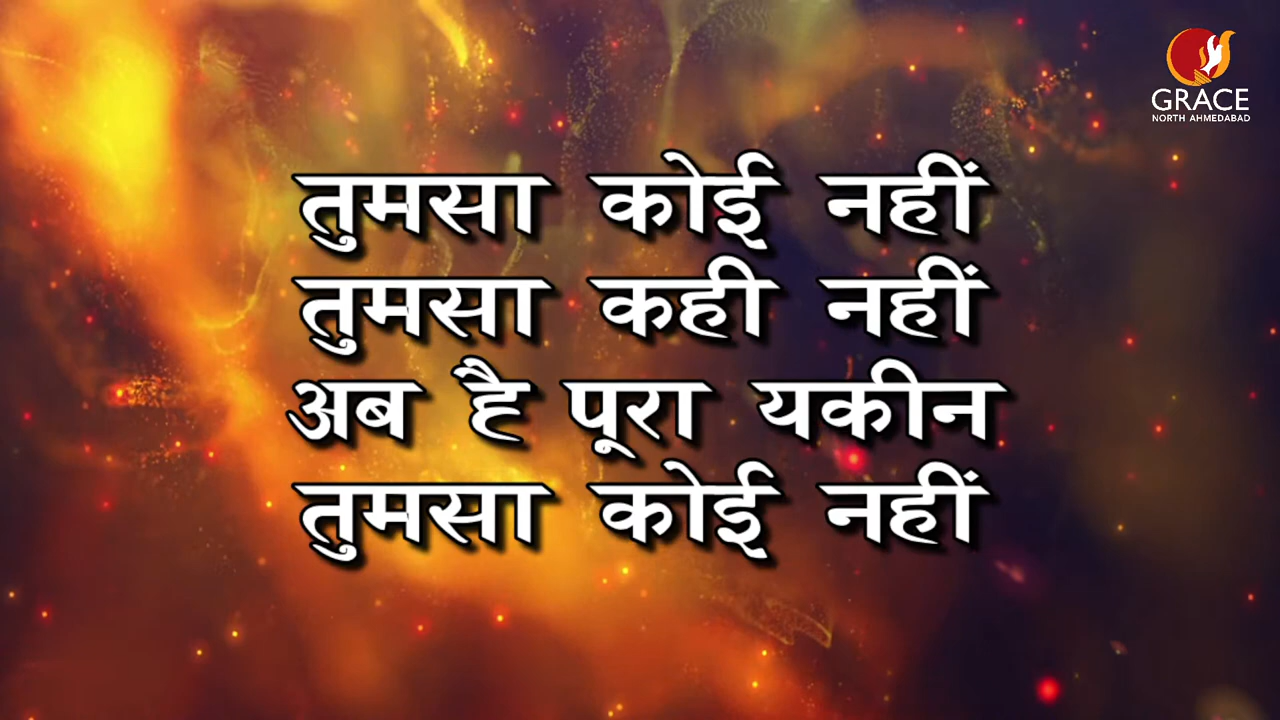 GRACE
NORTH AHMEDABAD
तुमसा कोई नहीं
तुमसा कही नहीं
अब है पूरा यकीन
तुमसा कोई नहीं